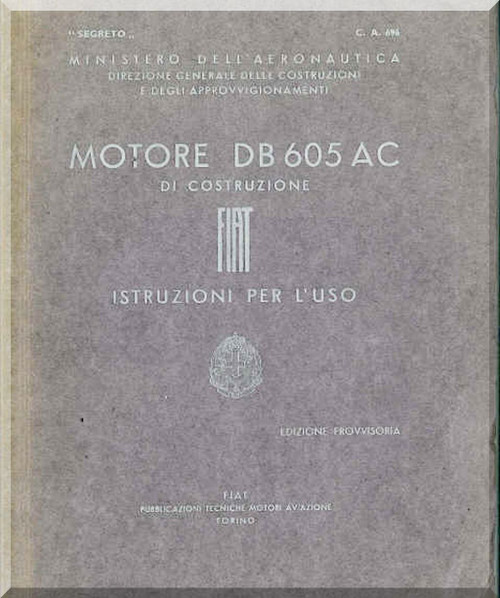 "SEGRETO„
C. A. 696
MINISTERO DELL'AERONAUTICA
DIREZIONE GENERALE DELLE COSTRUZIONI
E DEGLI APPROVVIGIONAMENTI
MOTORE DB 605 AC
DI COSTRUZIONE
FIAT
ISTRUZIONI PER L'USO
EDIZIONE PROVVISORIA
FIAT
PUBBLICAZIONI TECNICHE MOTORI AVIAZIONE
TORINO